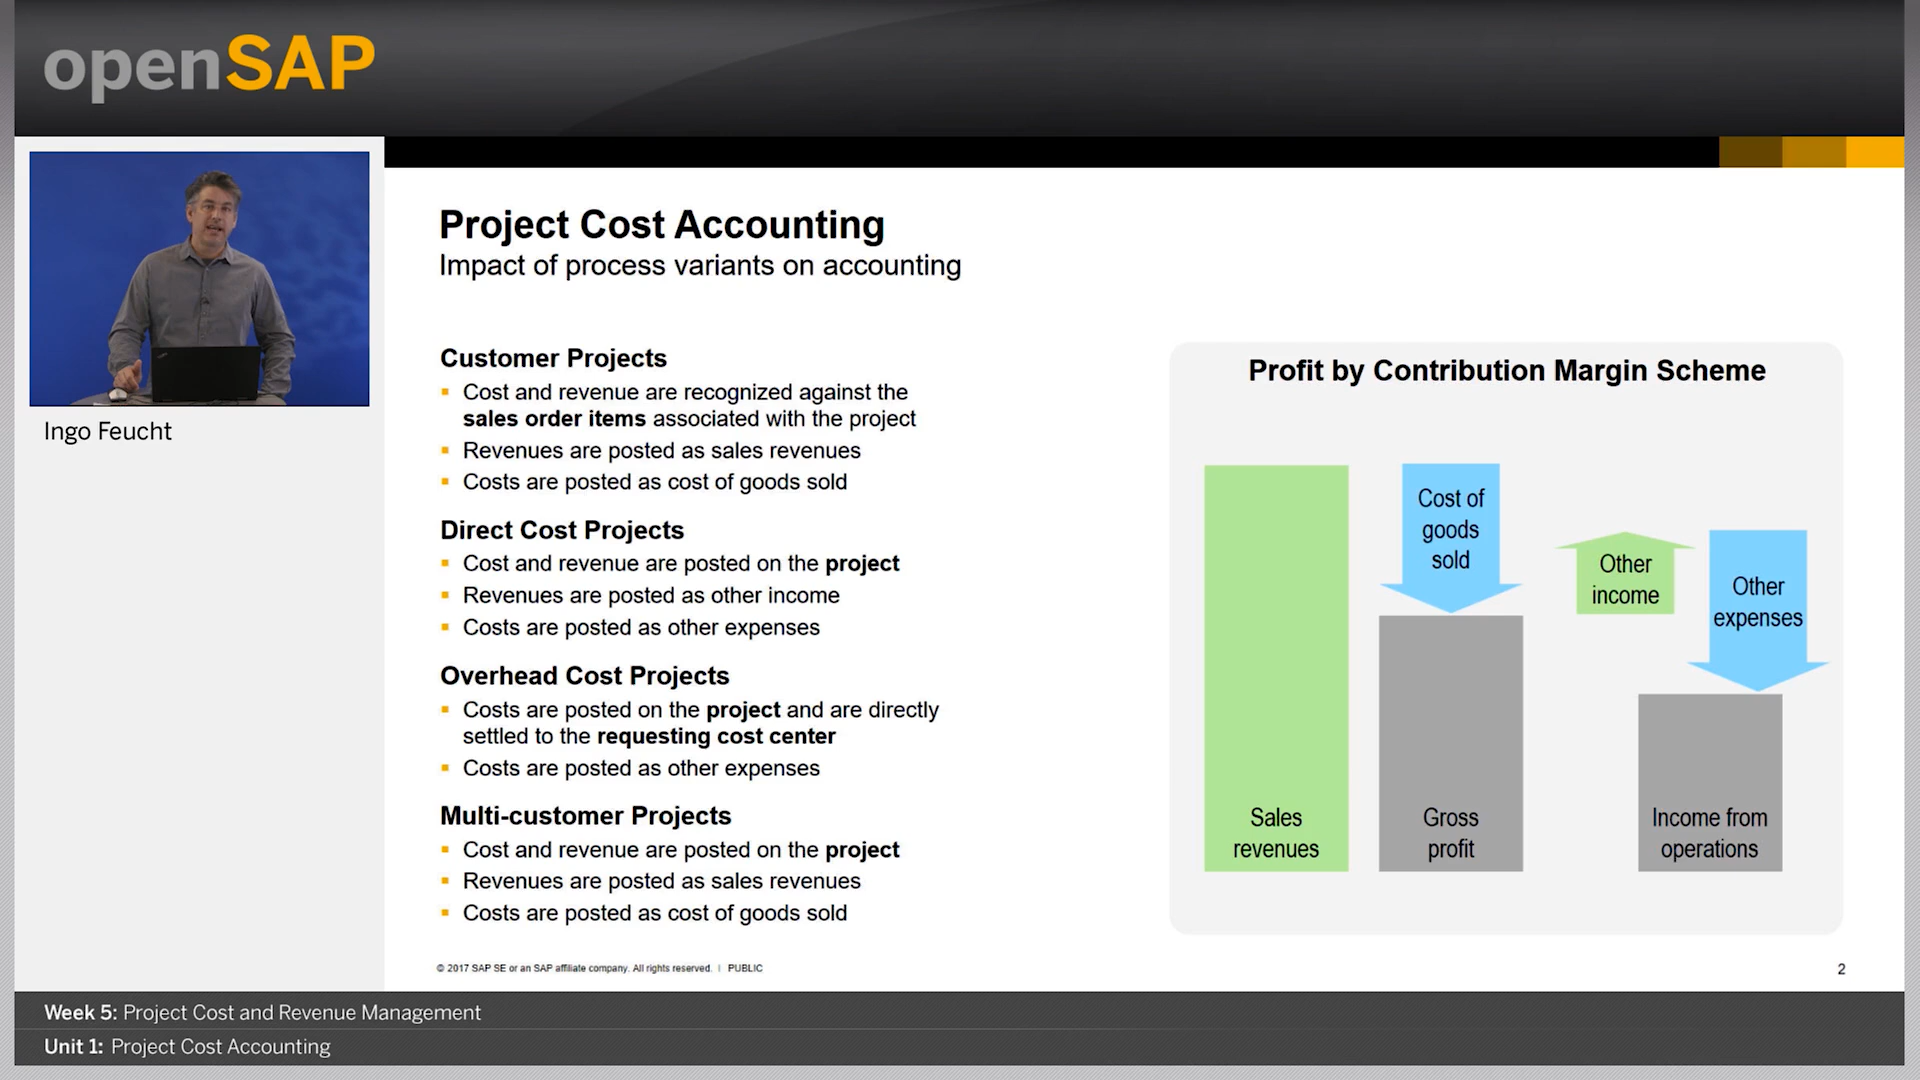 openSAP
Ingo Feucht
Project Cost Accounting
Impact of process variants on accounting
Customer Projects
Cost and revenue are recognized against the
sales order items associated with the project
Revenues are posted as sales revenues
Costs are posted as cost of goods sold
Direct Cost Projects
Cost and revenue are posted on the project
Revenues are posted as other income
Costs are posted as other expenses
Overhead Cost Projects
Costs are posted on the project and are directly
settled to the requesting cost center
Costs are posted as other expenses
Multi-customer Projects
Cost and revenue are posted on the project
Revenues are posted as sales revenues
Costs are posted as cost of goods sold
Profit by Contribution Margin Scheme
Cost of
goods
sold
Other
income
Other
expenses
Sales
revenues
Gross
profit
Income from
operations
© 2017 SAP SE or an SAP affiliate company. All rights reserved. | PUBLIC
2
Week 5: Project Cost and Revenue Management
Unit 1: Project Cost Accounting